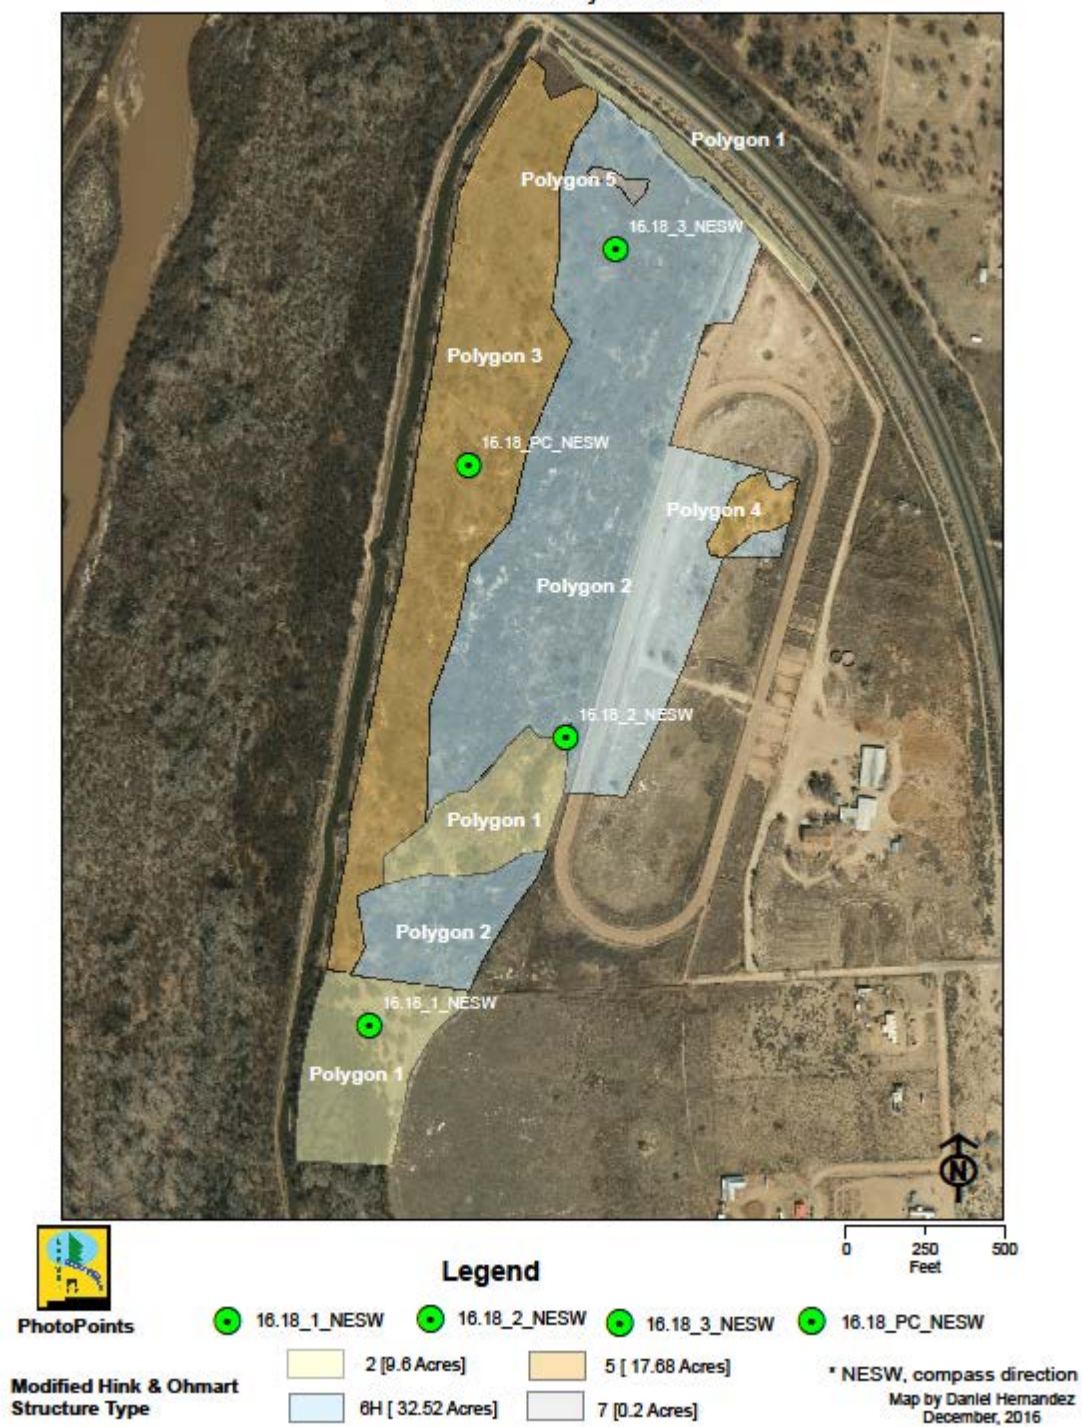 Polygon 1
Polygon 5
16.18_3_NESW
Polygon 3
16.18_PC_NESW
Polygon 4
Polygon 2
16.18_2_NESW
Polygon 1
Polygon 2
16.18_1_NESW
Polygon 1
N
0 250 500
Feet
Legend
PhotoPoints
16.18_1_NESW 16.18_2_NESW 16.18_3_NESW 16.18_PC_NESW
Modified Hink & Ohmart
Structure Type
2 [9.6 Acres]
5 [ 17.68 Acres]
6H [ 32.52 Acres]
7 [0.2 Acres]
* NESW, compass direction
Map by Daniel Hernandez
December, 2016